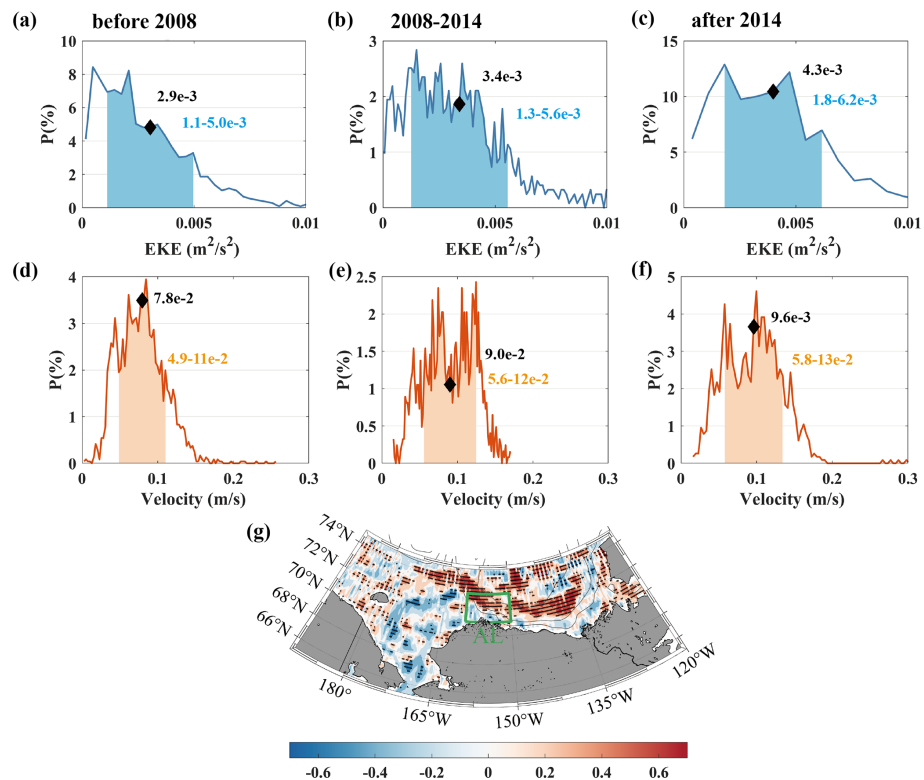 (a) before 2008
(b) 2008-2014
(c) after 2014
10
8
6
4
2
0
P(%)
2.9e-3
1.1-5.0e-3
0 0.005 0.01
EKE (m²/s²)
3
2
1
0
P(%)
3.4e-3
1.3-5.6e-3
0 0.005 0.01
EKE (m²/s²)
15
10
5
0
P(%)
4.3e-3
1.8-6.2e-3
0 0.005 0.01
EKE (m²/s²)
(d)
4
3
2
1
0
P(%)
7.8e-2
4.9-11e-2
0 0.1 0.2 0.3
Velocity (m/s)
(e)
2.5
2
1.5
1
0.5
0
P(%)
9.0e-2
5.6-12e-2
0 0.1 0.2 0.3
Velocity (m/s)
(f)
5
4
3
2
1
0
P(%)
9.6e-3
5.8-13e-2
0 0.1 0.2 0.3
Velocity (m/s)
(g)
74°N
72°N
70°N
68°N
66°N
AL
180°
165°W
150°W
135°W
120°W
-0.6 -0.4 -0.2 0 0.2 0.4 0.6